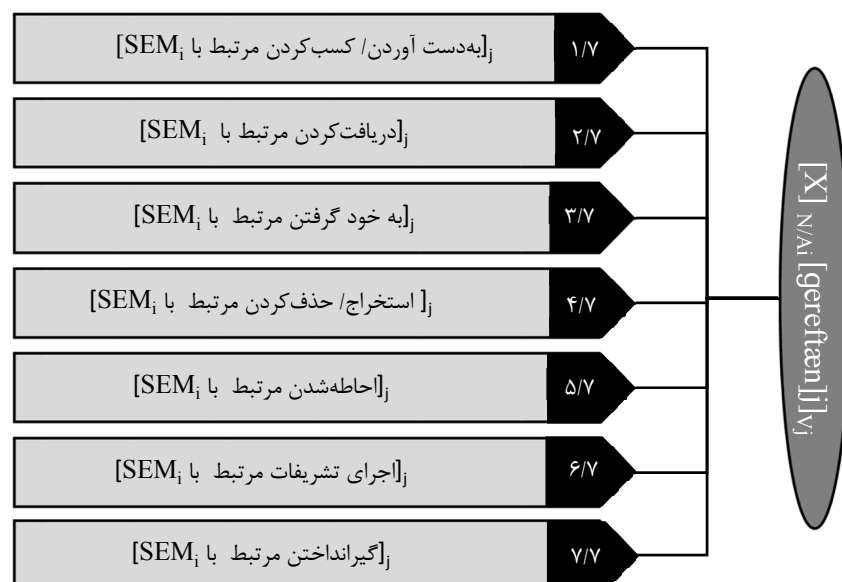 [به‌دست آوردن/ کسب‌کردن مرتبط با SEMi]j
۱/۷
[دریافت‌کردن مرتبط با SEMi]j
۲/۷
[به خود گرفتن مرتبط با SEMi]j
۳/۷
[استخراج/ حذف‌کردن مرتبط با SEMi]j
۴/۷
[احاطه‌شدن مرتبط با SEMi]j
۵/۷
[اجرای تشریفات مرتبط با SEMi]j
۶/۷
[گیرانداختن مرتبط با SEMi]j
۷/۷
[X] N/Ai [gereftæn]j]Vj